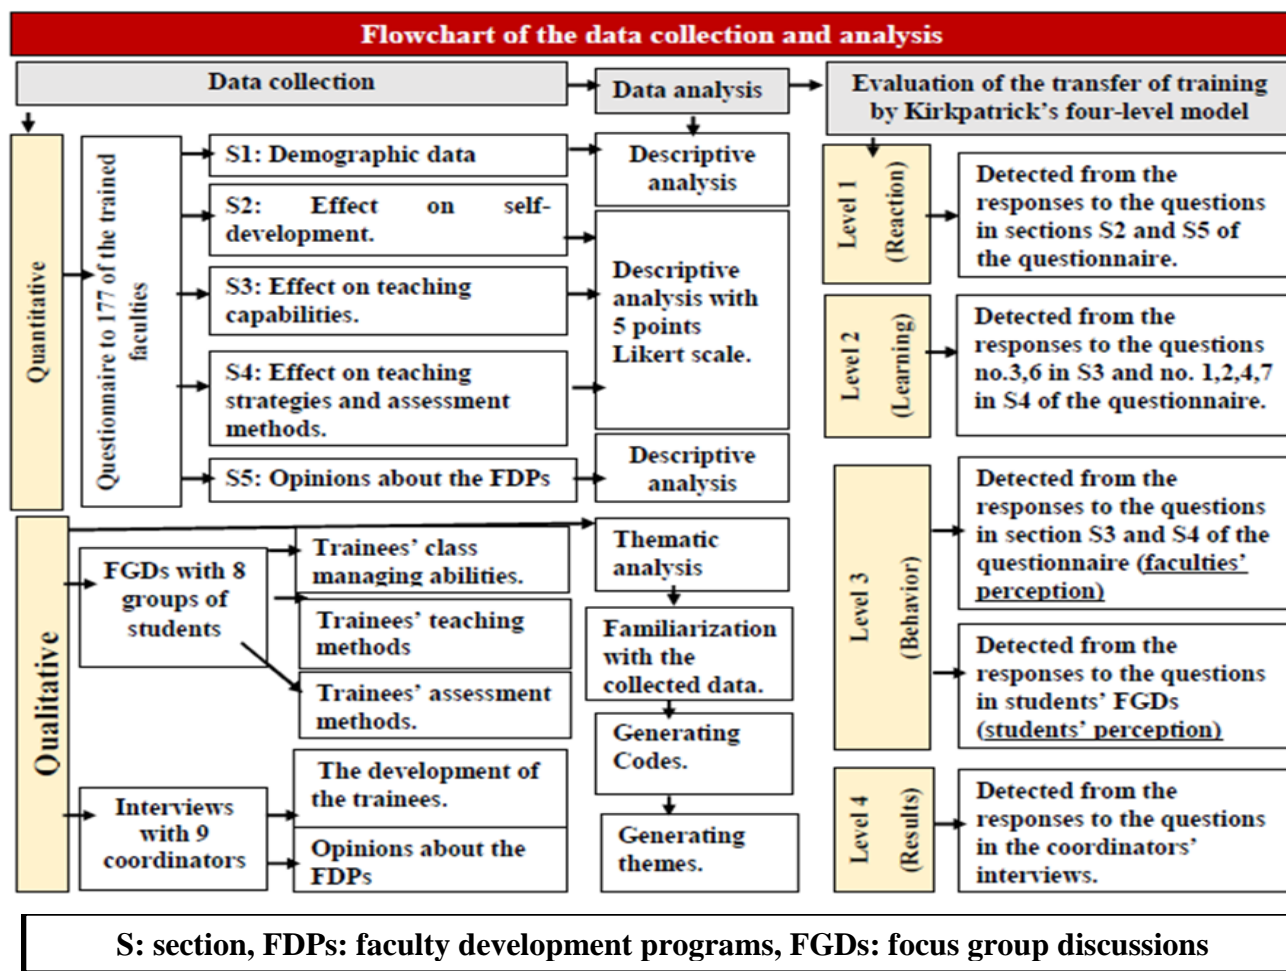 Flowchart of the data collection and analysis
Data collection
Data analysis
Evaluation of the transfer of training
by Kirkpatrick's four-level model
Quantitative
Questionnaire to 177 of the trained
faculties
S1: Demographic data
S2: Effect on self-
development.
S3: Effect on teaching
capabilities.
S4: Effect on teaching
strategies and assessment
methods.
S5: Opinions about the FDPs
Descriptive
analysis
Descriptive
analysis with
5 points
Likert scale.
Descriptive
analysis
Qualitative
FGDs with 8
groups of
students
Trainees' class
managing abilities.
Trainees' teaching
methods
Trainees' assessment
methods.
Interviews
with 9
coordinators
The development of
the trainees.
Opinions about the
FDPs
Thematic
analysis
Familiarization
with the
collected data.
Generating
Codes.
Generating
themes.
Level 1
(Reaction)
Detected from the
responses to the questions
in sections S2 and S5 of
the questionnaire.
Level 2
(Learning)
Detected from the
responses to the questions
no.3,6 in S3 and no. 1,2,4,7
in S4 of the questionnaire.
Level 3
(Behavior)
Detected from the
responses to the questions
in section S3 and S4 of the
questionnaire (faculties'
perception)
Detected from the
responses to the questions
in students' FGDs
(students' perception)
Level 4
(Results)
Detected from the
responses to the questions
in the coordinators'
interviews.
S: section, FDPs: faculty development programs, FGDs: focus group discussions